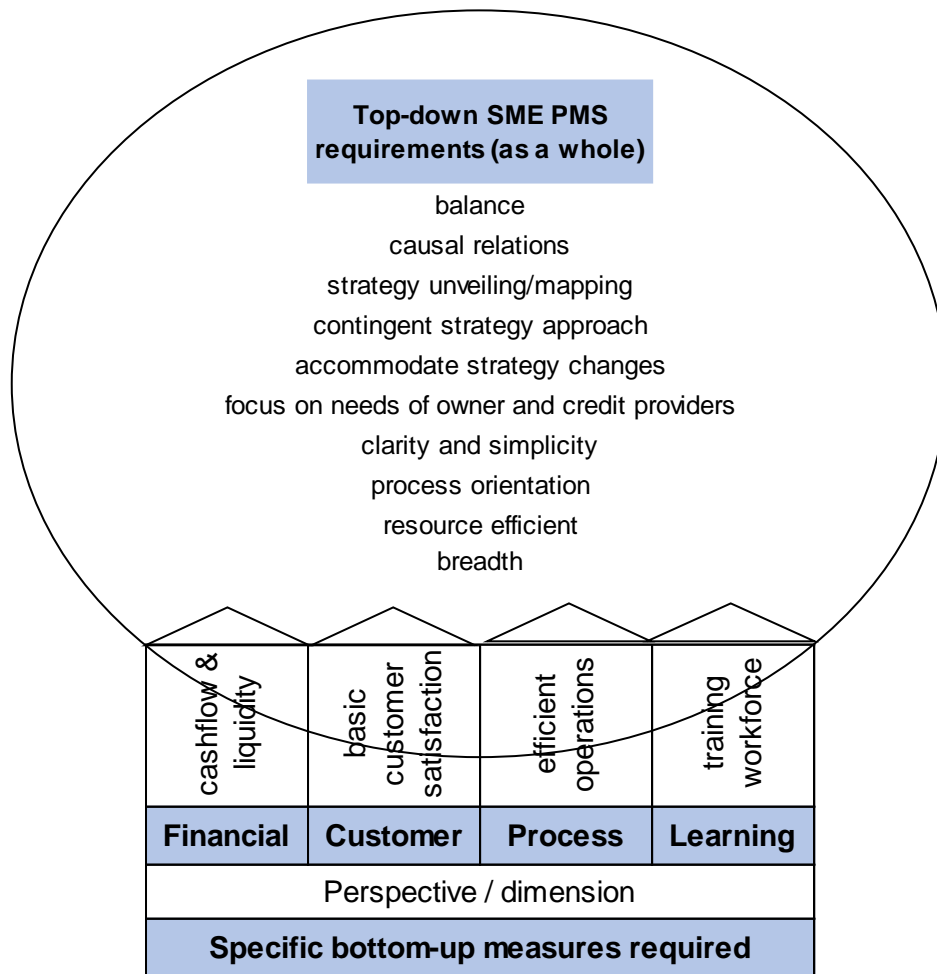 Top-down SME PMS
requirements (as a whole)
balance
causal relations
strategy unveiling/mapping
contingent strategy approach
accommodate strategy changes
focus on needs of owner and credit providers
clarity and simplicity
process orientation
resource efficient
breadth
cashflow &
liquidity
basic
customer
satisfaction
efficient
operations
training
workforce
Financial
Customer
Process
Learning
Perspective / dimension
Specific bottom-up measures required